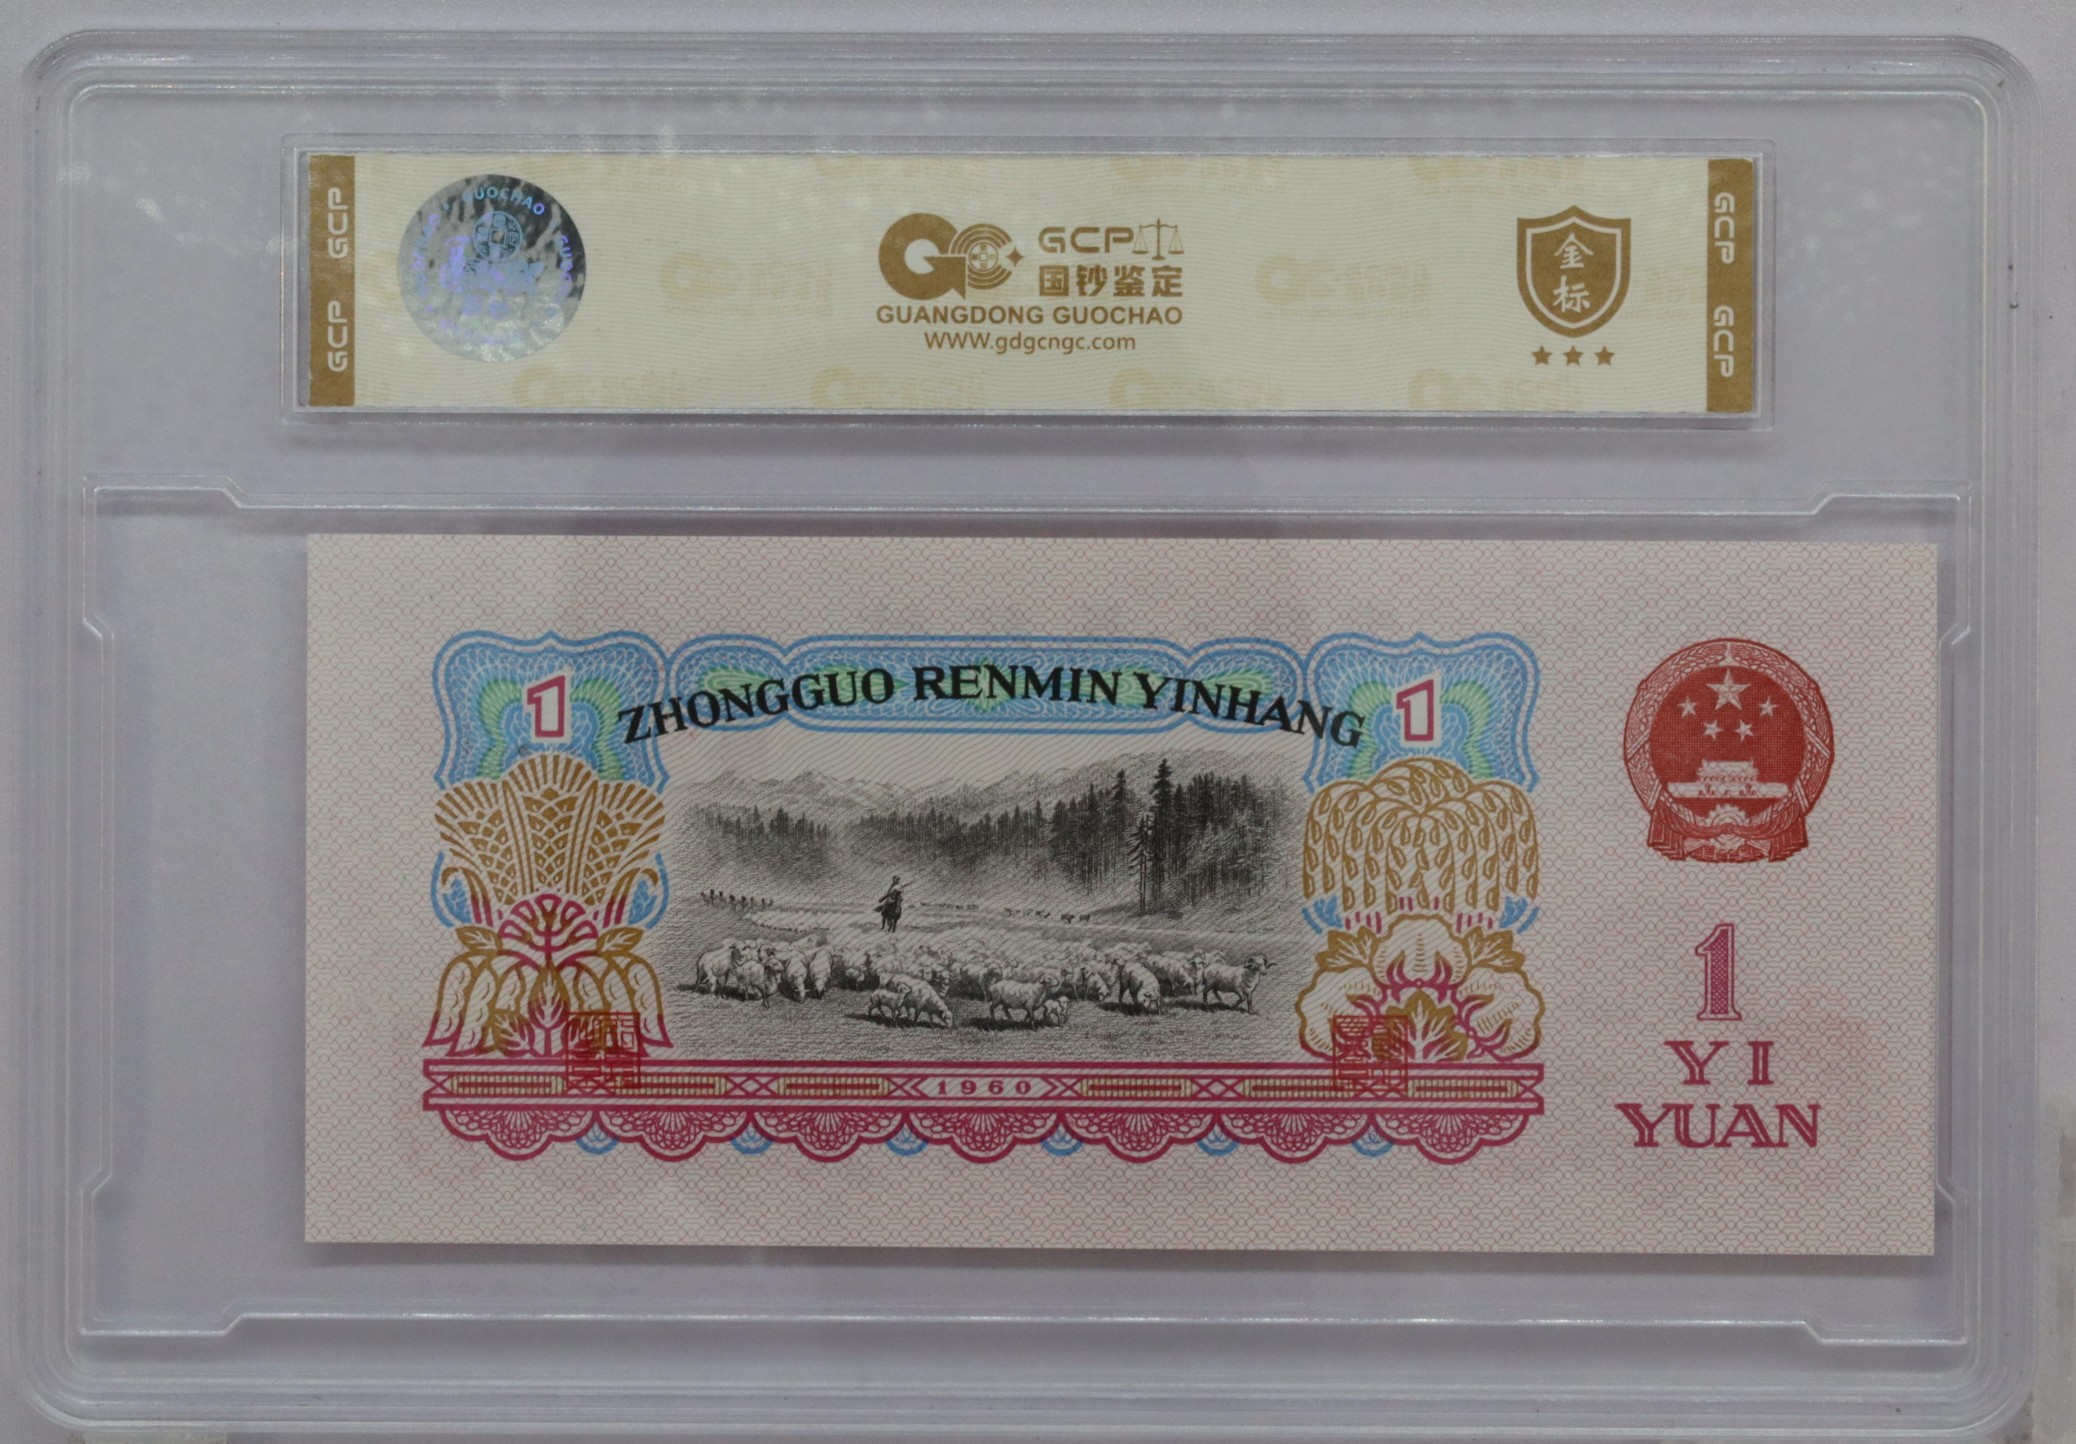 GCP GCP
GUOCHAO
GCP
国钞鉴定
GUANGDONG GUOCHAO
WWW.gdgcngc.com
金标
GCP GCP
ZHONGGUO RENMIN YINHANG
1
1
1960
1
YI
YUAN